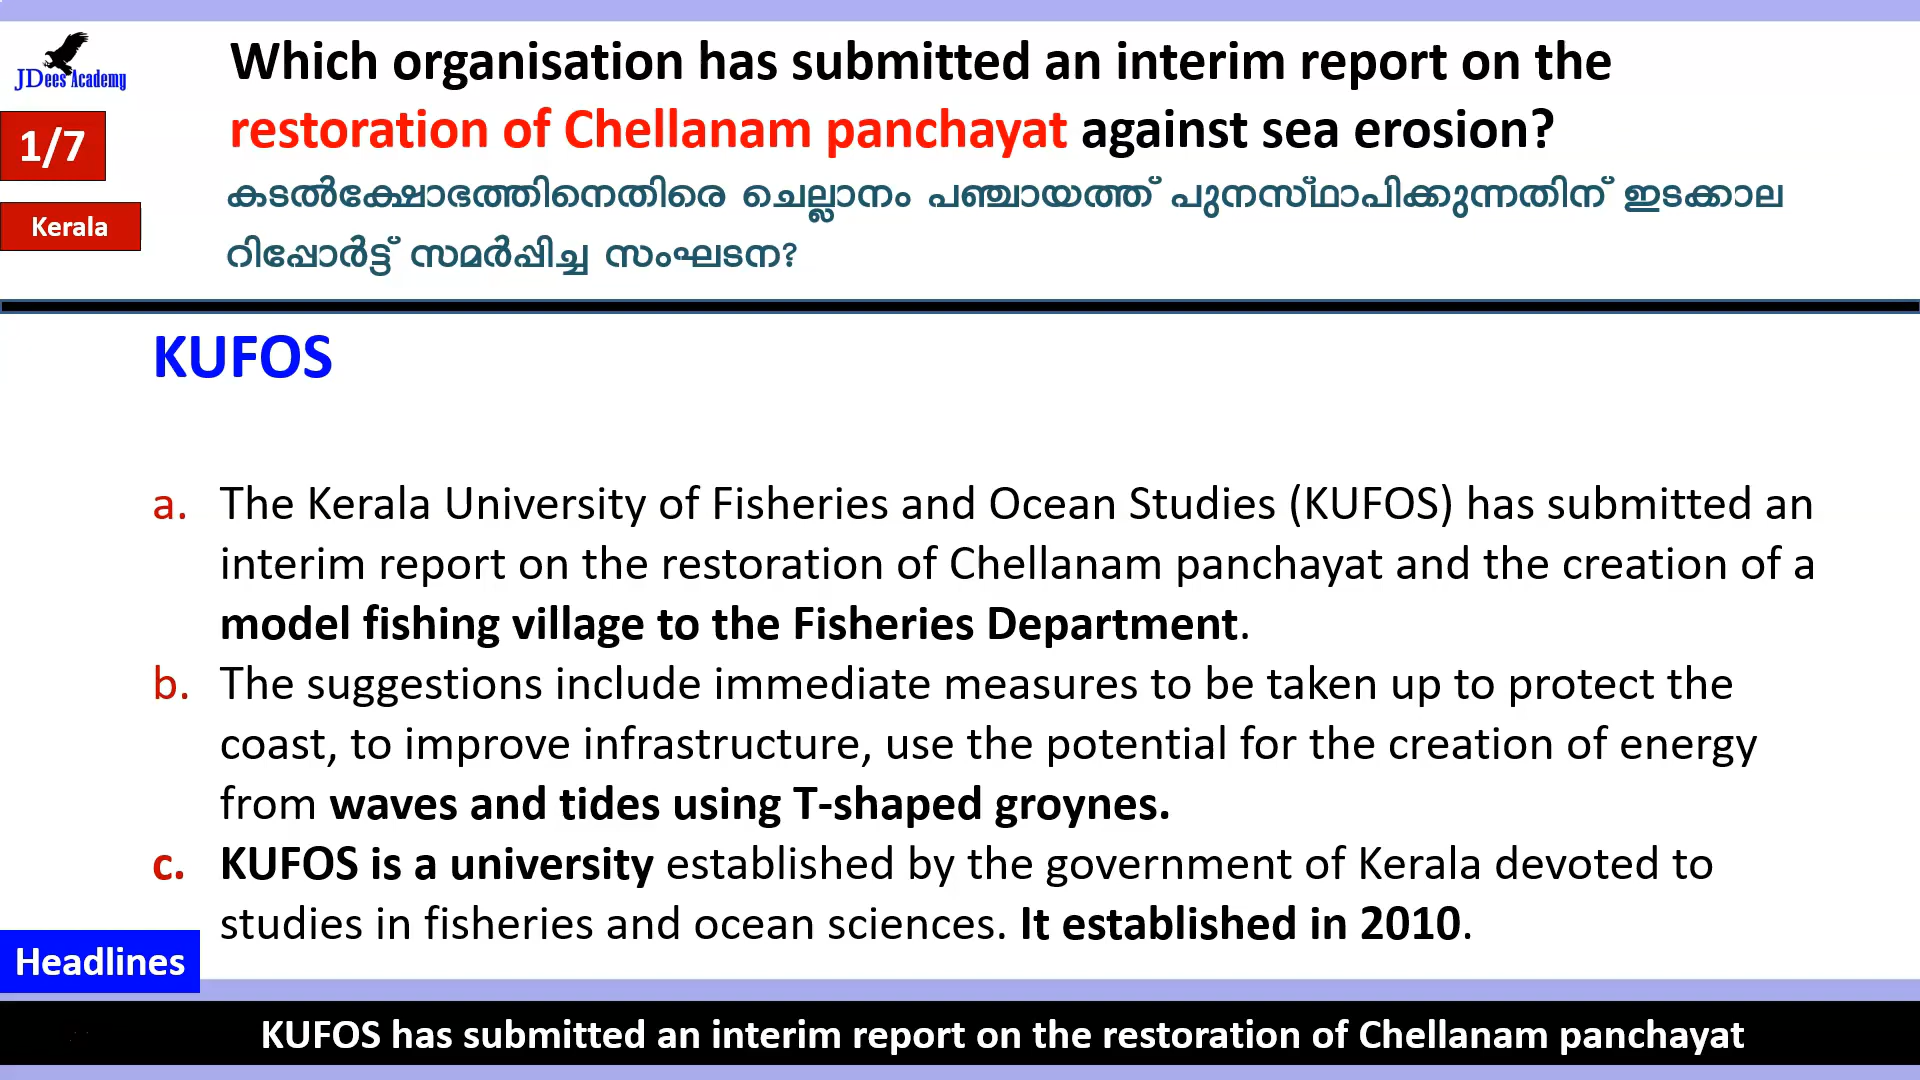 JDees Academy
1/7
Kerala
Which organisation has submitted an interim report on the
restoration of Chellanam panchayat against sea erosion?
കടൽക്ഷോഭത്തിനെതിരെ ചെല്ലാനം പഞ്ചായത്ത് പുനസ്ഥാപിക്കുന്നതിന് ഇടക്കാല
റിപ്പോർട്ട് സമർപ്പിച്ച സംഘടന?
KUFOS
a. The Kerala University of Fisheries and Ocean Studies (KUFOS) has submitted an
interim report on the restoration of Chellanam panchayat and the creation of a
model fishing village to the Fisheries Department.
b. The suggestions include immediate measures to be taken up to protect the
coast, to improve infrastructure, use the potential for the creation of energy
from waves and tides using T-shaped groynes.
c. KUFOS is a university established by the government of Kerala devoted to
studies in fisheries and ocean sciences. It established in 2010.
Headlines
KUFOS has submitted an interim report on the restoration of Chellanam panchayat